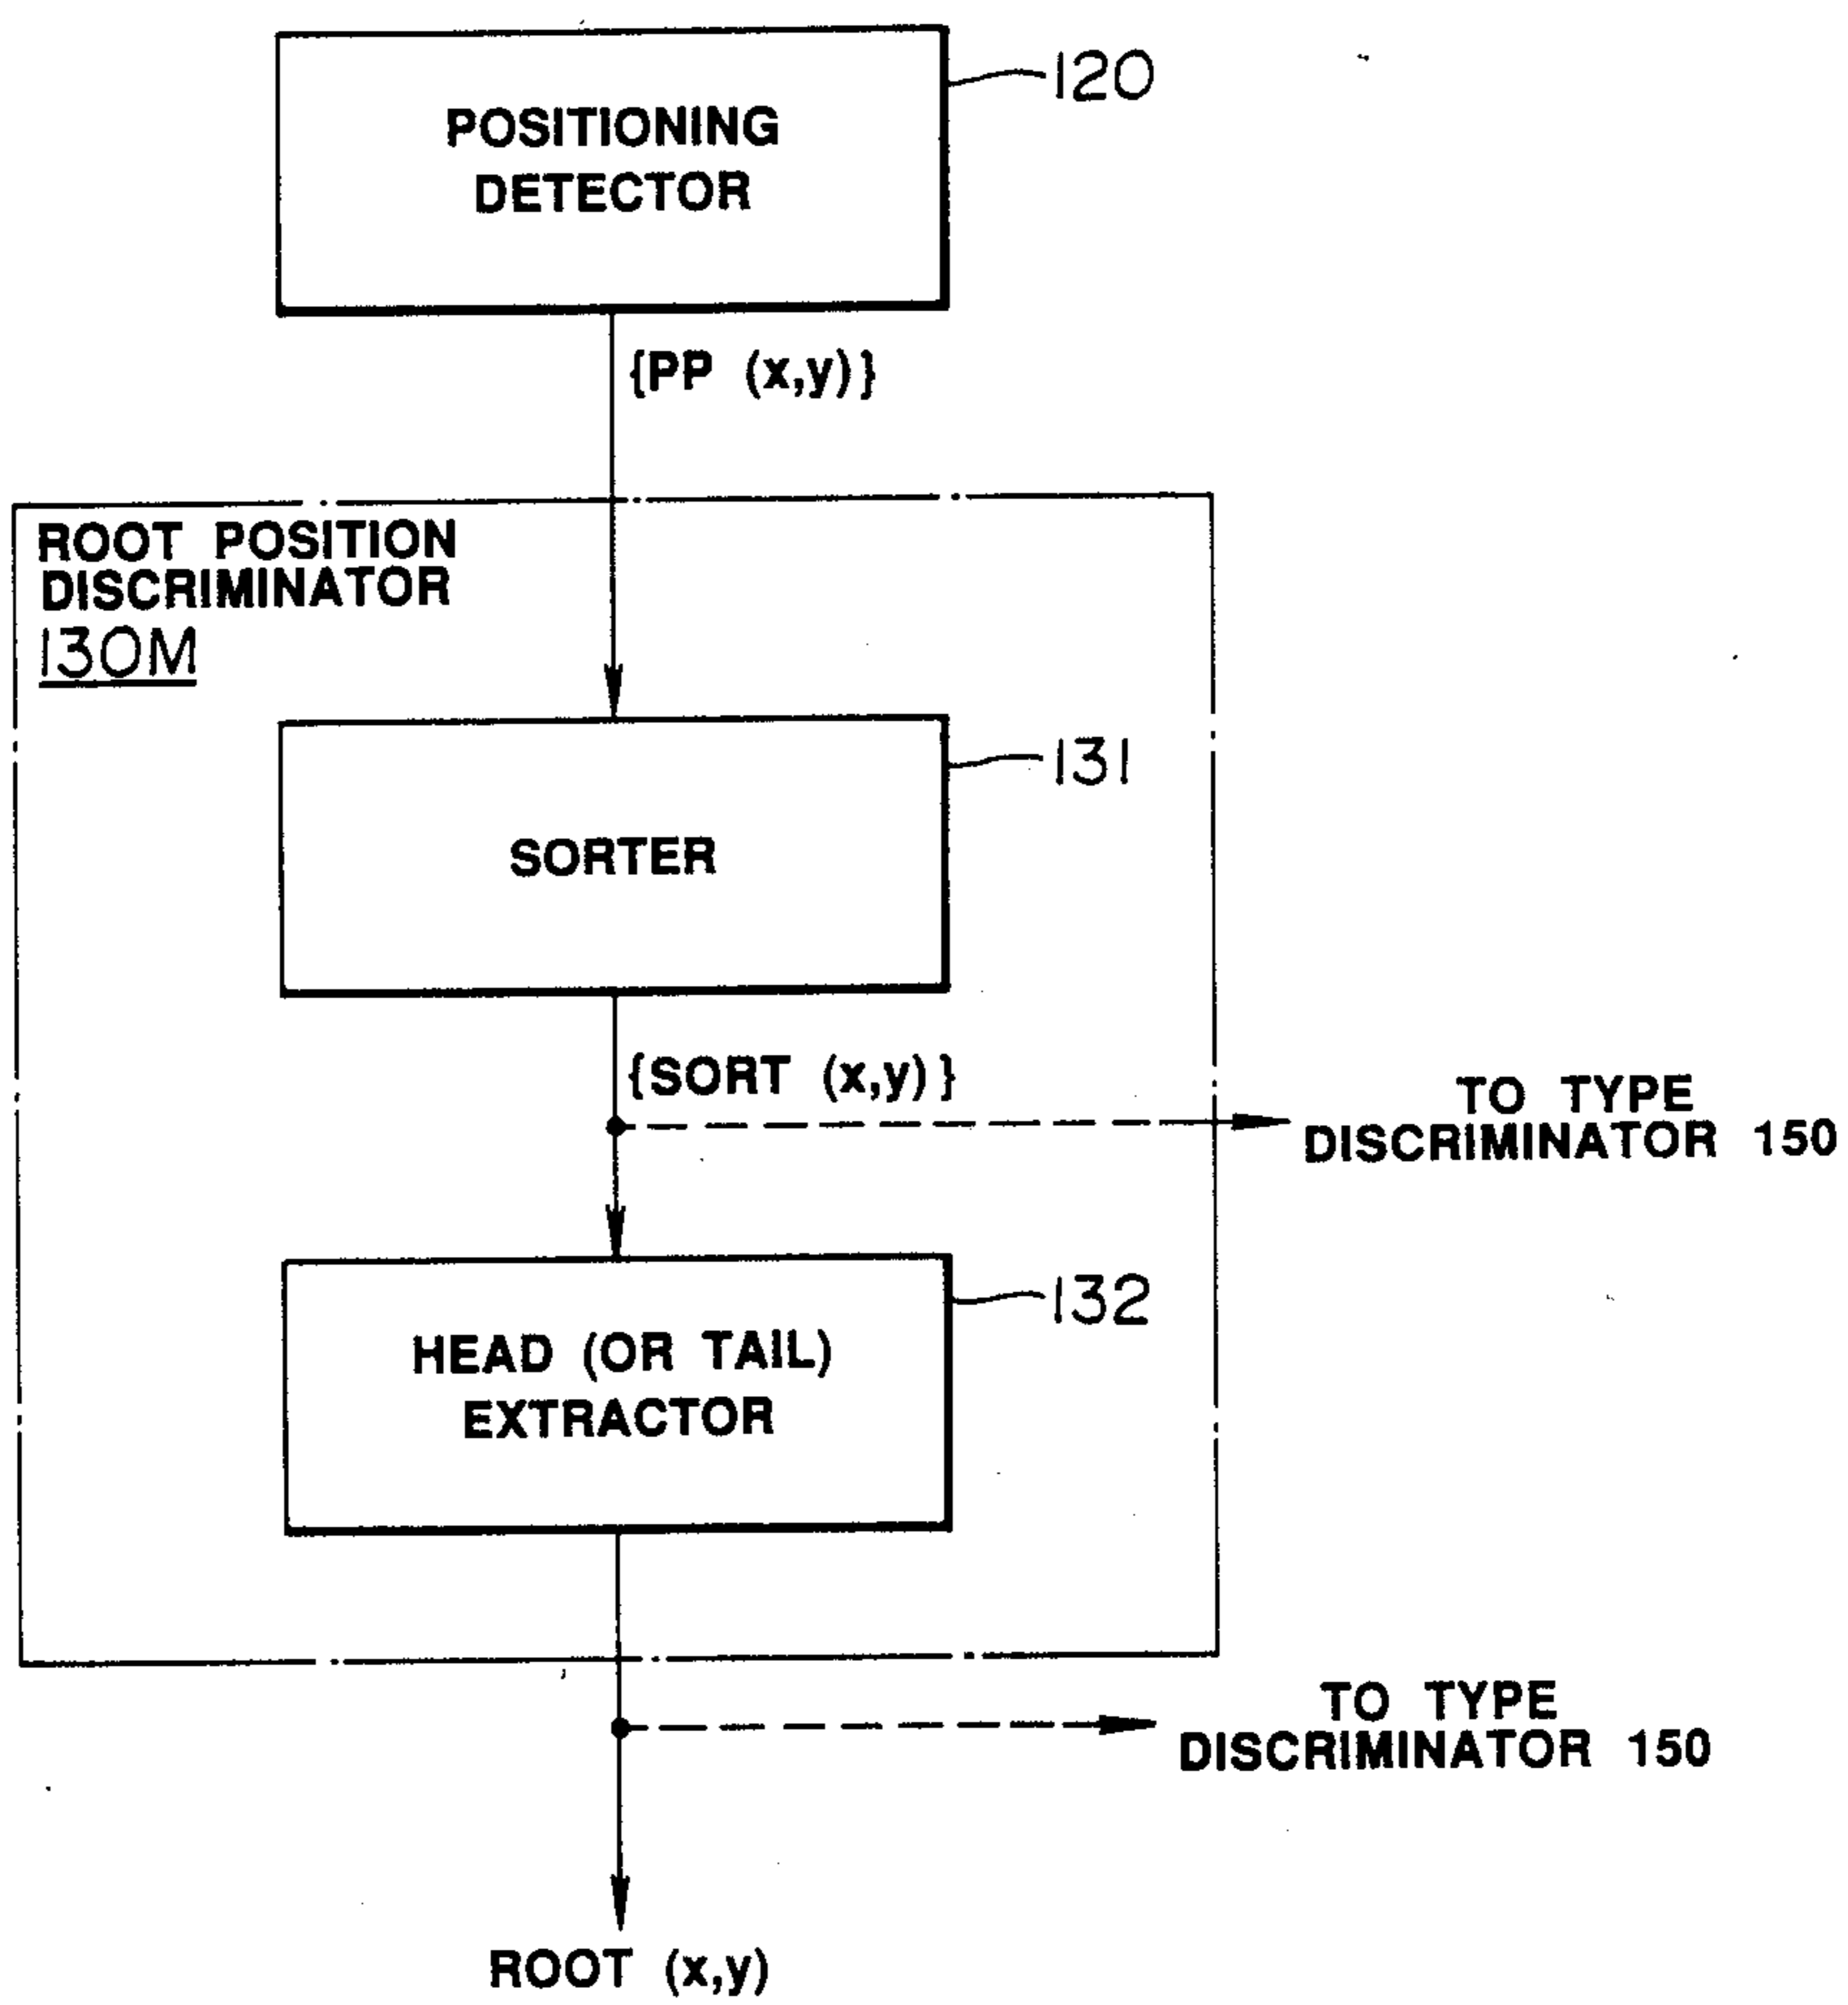 POSITIONING
DETECTOR
120
{PP (x,y)}
ROOT POSITION
DISCRIMINATOR
130M
SORTER
131
{SORT (x,y)}
TO TYPE
DISCRIMINATOR 150
HEAD (OR TAIL)
EXTRACTOR
132
TO TYPE
DISCRIMINATOR 150
ROOT (x,y)